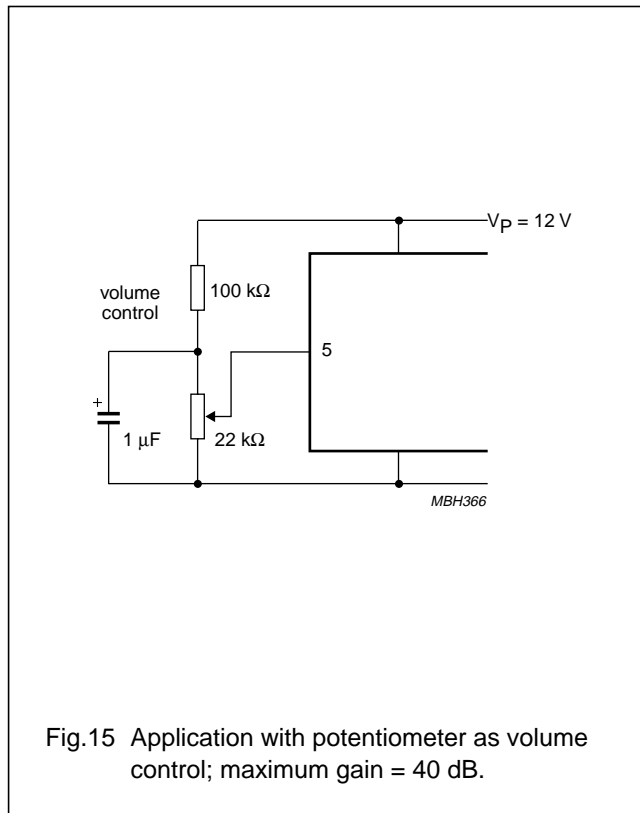 V_P = 12 V
100 kΩ
volume
control
5
+
1 μF
22 kΩ
MBH366
Fig.15 Application with potentiometer as volume
control; maximum gain = 40 dB.